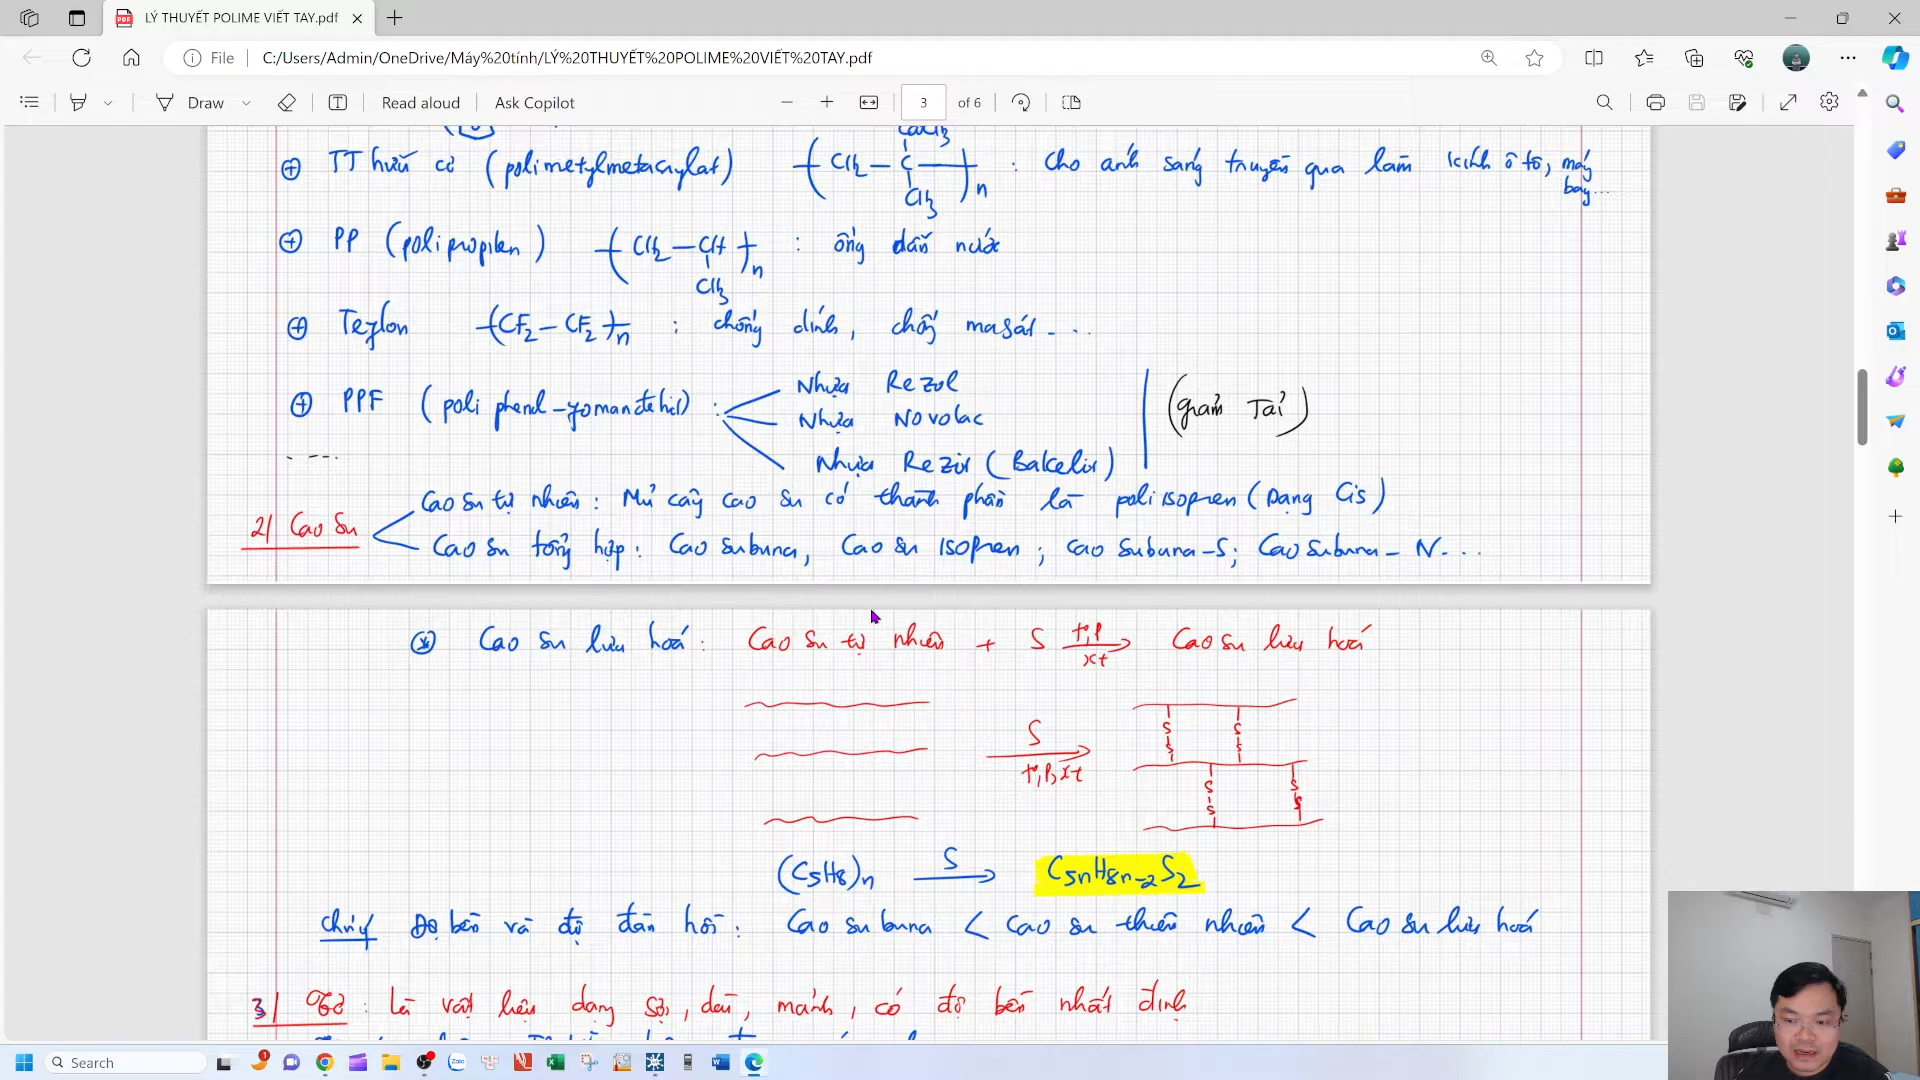 LÝ THUYẾT POLIME VIẾT TAY.pdf
File C:/Users/Admin/OneDrive/Máy%20tính/LÝ%20THUYẾT%20POLIME%20VIẾT%20TAY.pdf
Draw Read aloud Ask Copilot 3 of 6
COOCH3
TT hữu cơ (polimetylmetacrylat) (CH2 – C)n : cho ánh sáng truyền qua làm kính ô tô, máy bay...
CH3
PP (polipropilen) (CH2 – CH)n : ống dẫn nước
CH3
Teflon (CF2 – CF2)n : chống dính, chống ma sát...
PPF (poli phenol-fomanđehit) : Nhựa Rezol
Nhựa Novolac (giảm Tải)
Nhựa Rezit (Bakelit)
2/ Cao Su
Cao su tự nhiên : Mủ cây cao su có thành phần là poliisopren (Dạng Cis)
Cao su tổng hợp : Cao su buna, Cao su isopren ; cao su buna-S; Cao su buna-N...
Cao su lưu hoá : Cao su tự nhiên + S t°,P xt Cao su lưu hoá
S
t°,P,xt
S S
S S
S S
S S
(C5H8)n S C5nH8n-2S2
chú ý Độ bền và độ đàn hồi : Cao su buna < Cao su thiên nhiên < Cao su lưu hoá
3/ Tơ : Là vật liệu dạng sợi, dài, mảnh, có độ bền nhất định
Search
1
Zalo